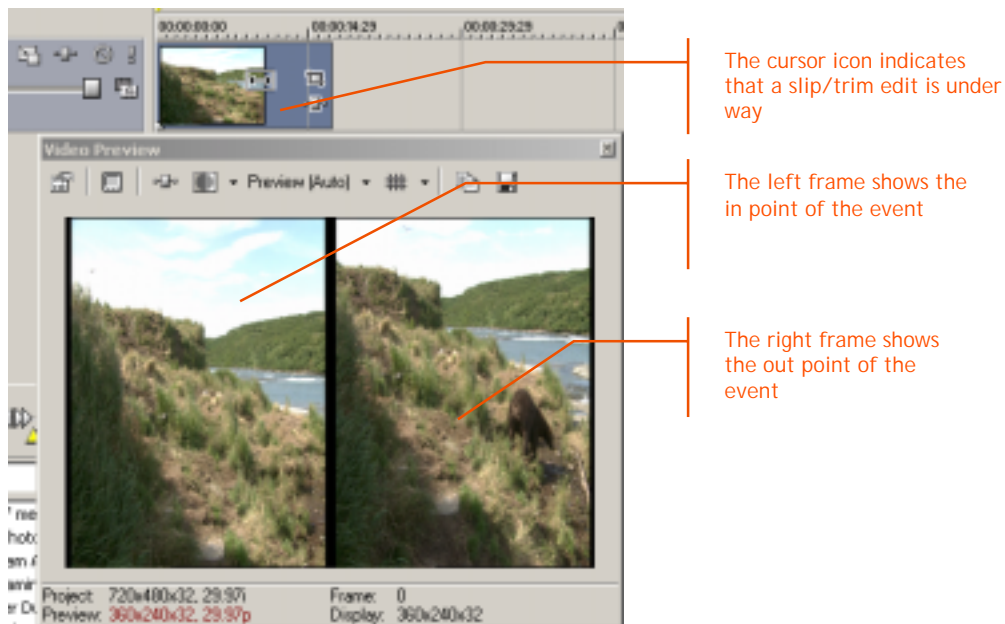 00:00:00:00 00:00:14:29 00:00:29:29
The cursor icon indicates
that a slip/trim edit is under
way
Video Preview
Preview (Auto)
The left frame shows the
in point of the event
The right frame shows
the out point of the
event
Project: 720x480x32, 29.97i Frame: 0
Preview: 360x240x32, 29.97p Display: 360x240x32